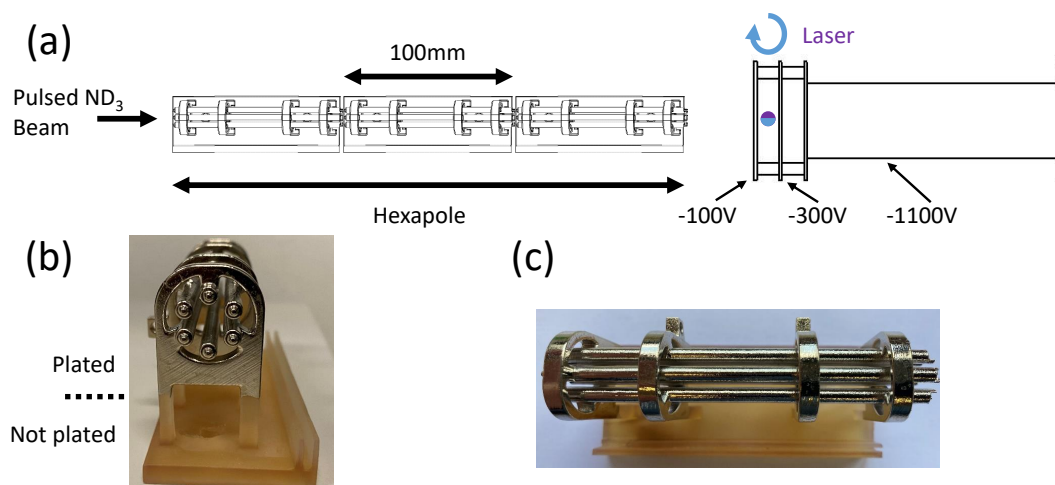 (a)
100mm
Laser
Pulsed ND₃
Beam
Hexapole
-100V
-300V
-1100V
(b)
(c)
Plated
Not plated